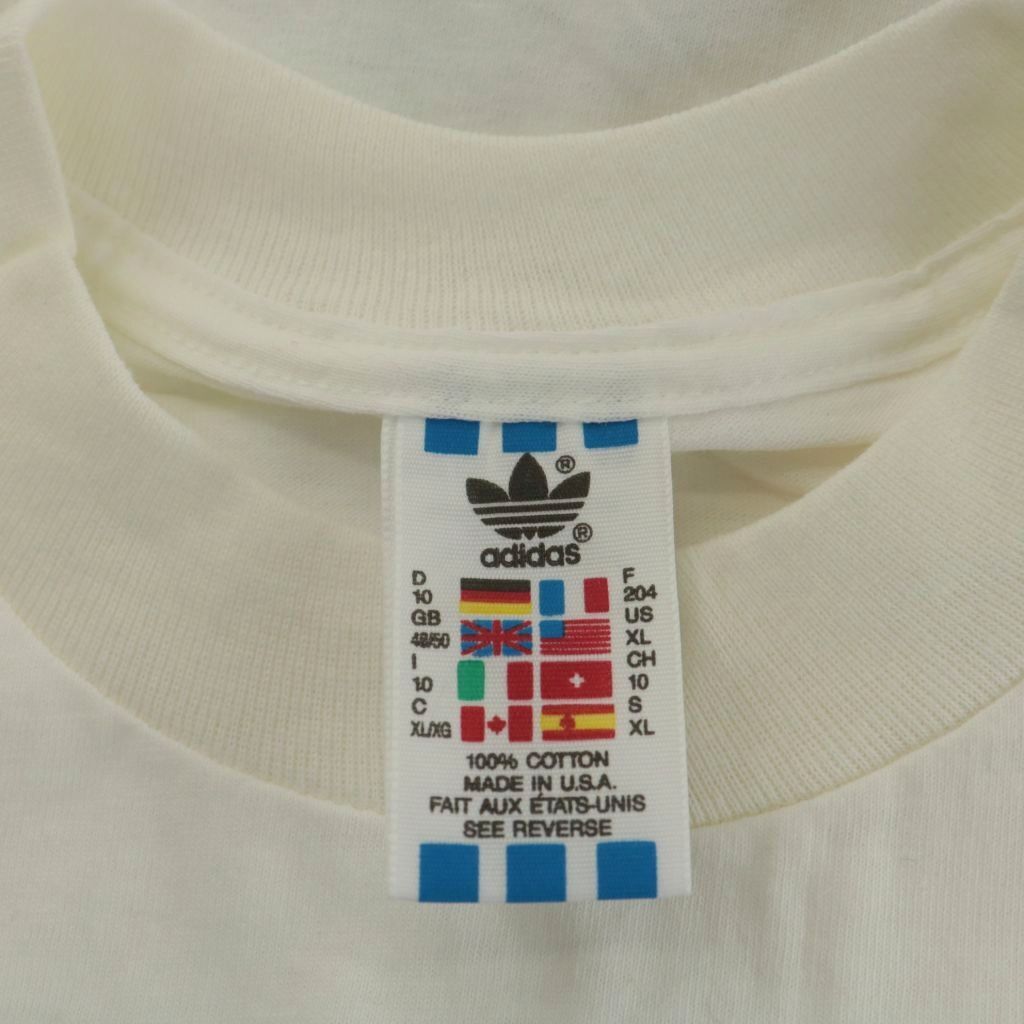 ®
®
adidas
D
10
GB
48/50
I
10
C
XL/XG
F
204
US
XL
CH
10
S
XL
100% COTTON
MADE IN U.S.A.
FAIT AUX ÉTATS-UNIS
SEE REVERSE